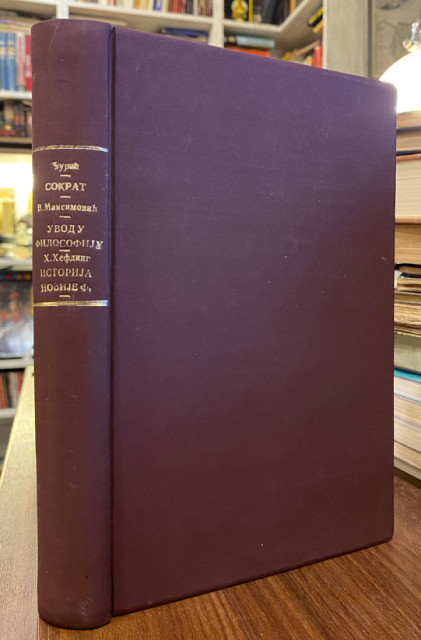 Ђурић
СОКРАТ
В. Максимовић
УВОД У
ФИЛОСОФИЈУ
Х. Хефдинг
ИСТОРИЈА
НОВИЈЕ Ф.